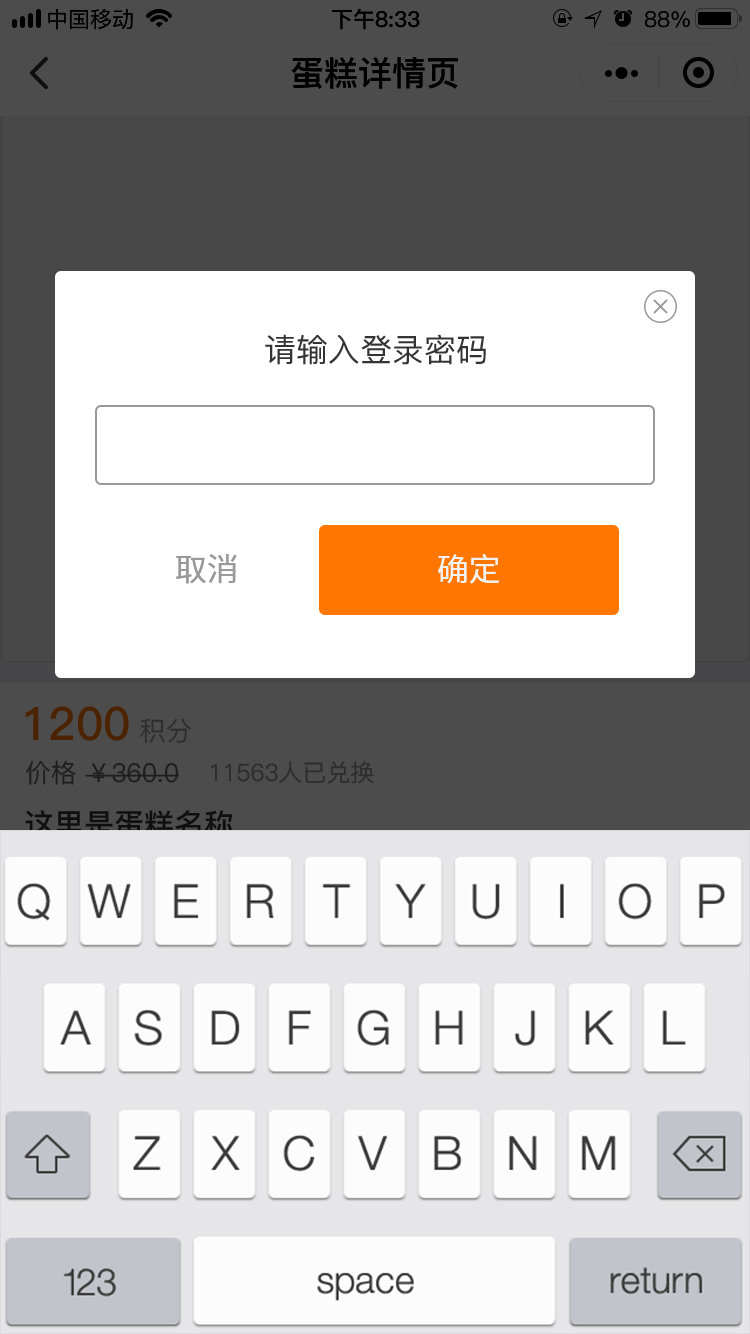 中国移动 下午8:33 88%
蛋糕详情页
请输入登录密码
取消 确定
1200 积分
价格 ¥360.0 11563人已兑换
这里是蛋糕名称
Q W E R T Y U I O P
A S D F G H J K L
Z X C V B N M
123 space return